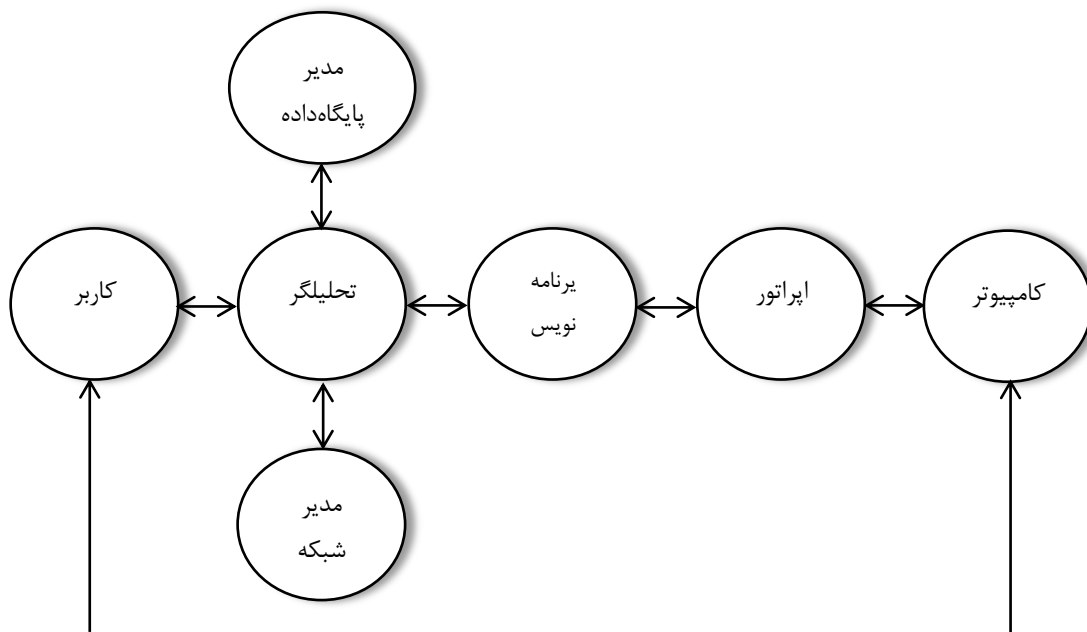 مدیر
پایگاه‌داده
کاربر
تحلیلگر
یرنامه
نویس
اپراتور
کامپیوتر
مدیر
شبکه